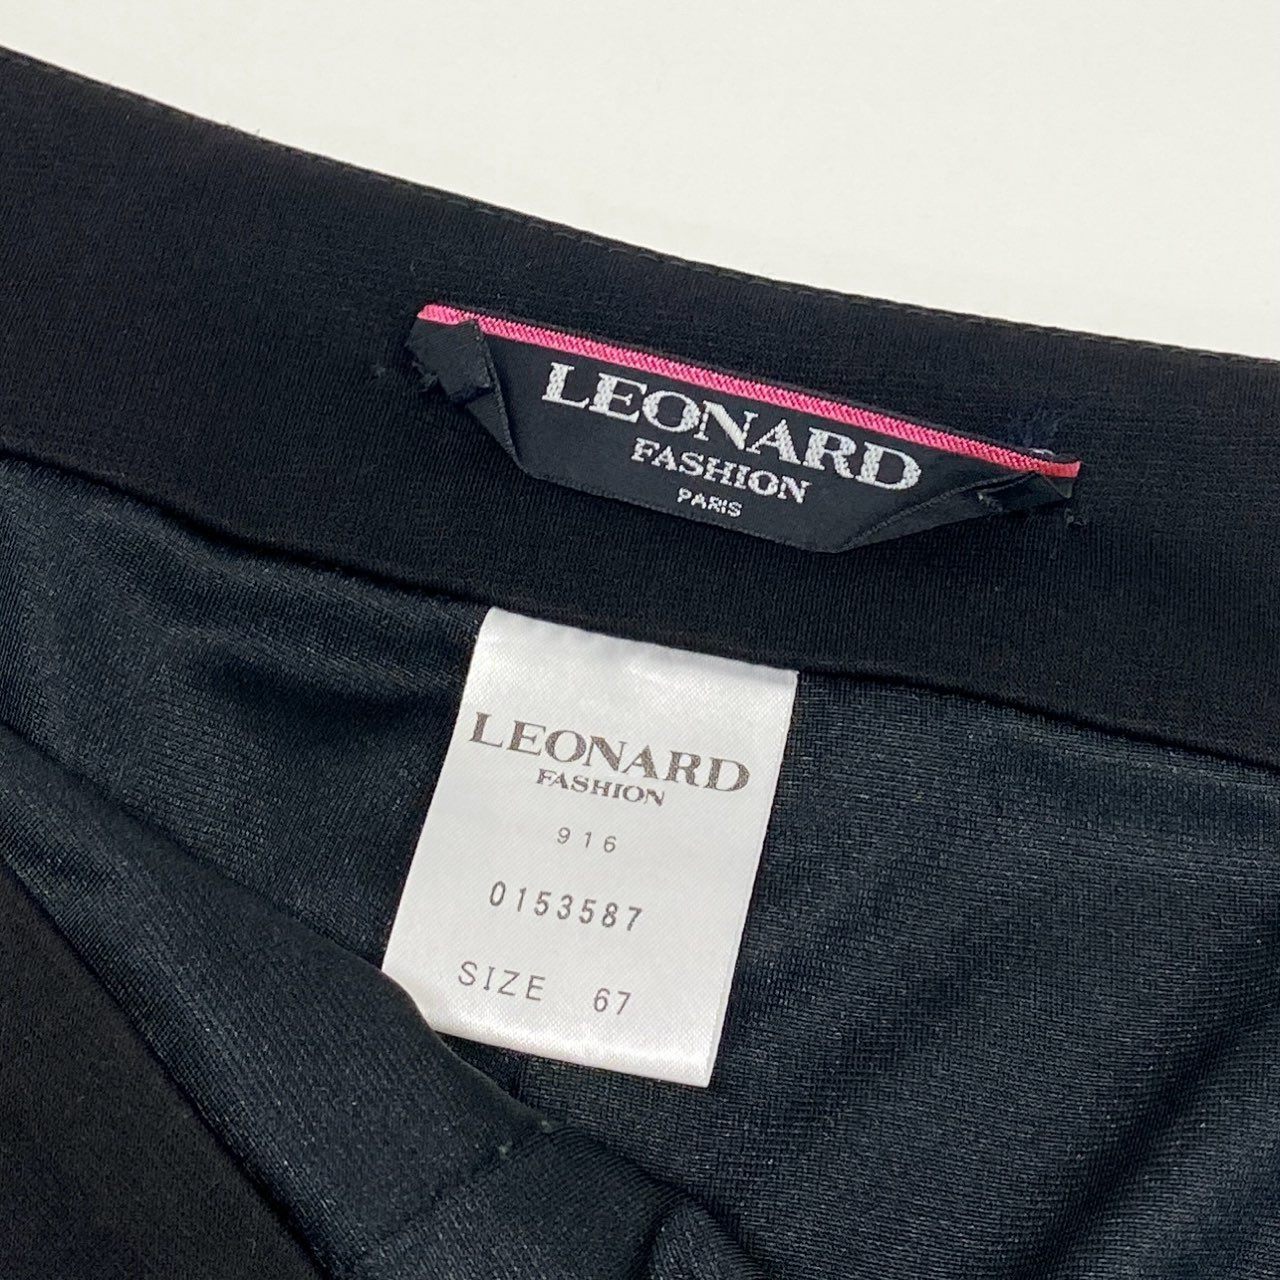 LEONARD
FASHION
PARIS
LEONARD
FASHION
916
0153587
SIZE 67